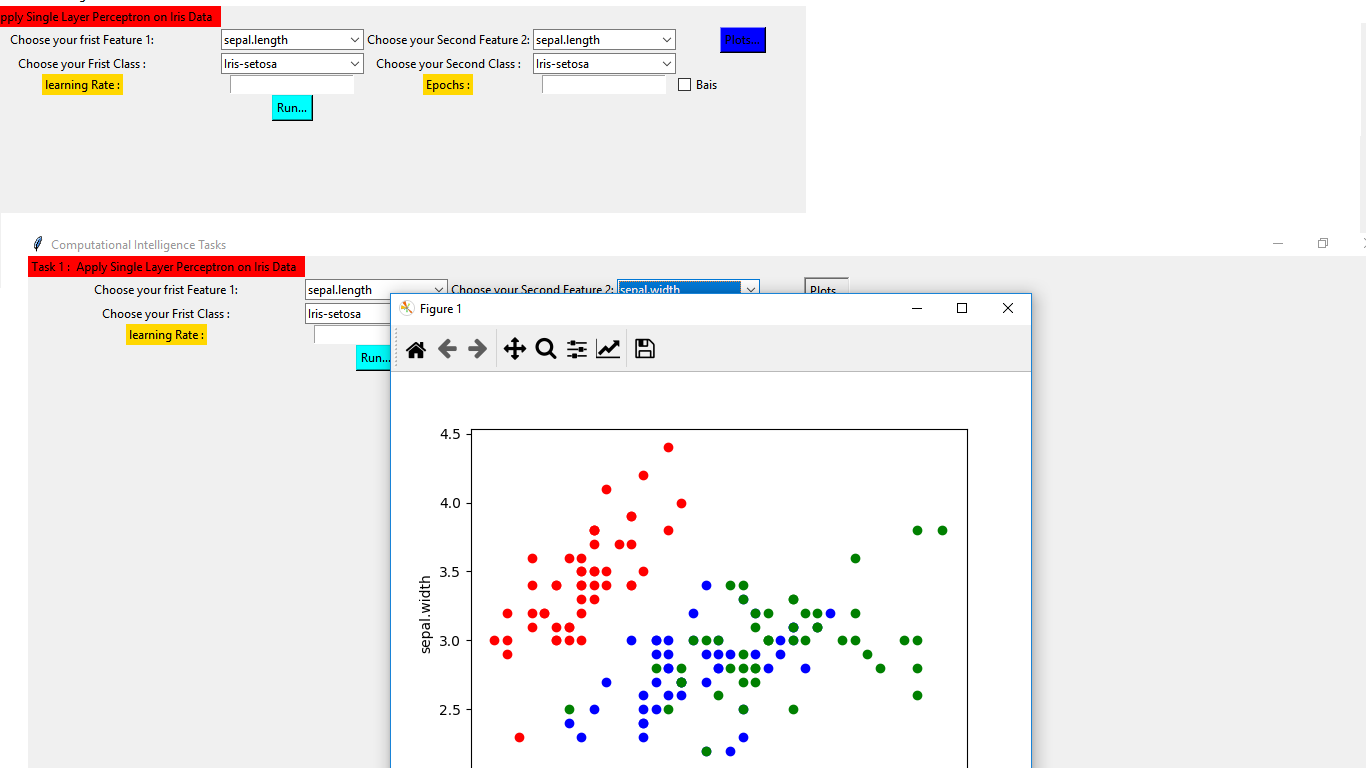 pply Single Layer Perceptron on Iris Data
Choose your frist Feature 1: sepal.length Choose your Second Feature 2: sepal.length Plots...
Choose your Frist Class : Iris-setosa Choose your Second Class : Iris-setosa
learning Rate : Epochs : Bais
Run...
Computational Intelligence Tasks
Task 1 : Apply Single Layer Perceptron on Iris Data
Choose your frist Feature 1: sepal.length Choose your Second Feature 2: sepal.width Plots...
Choose your Frist Class : Iris-setosa
learning Rate :
Run...
Figure 1
4.5
4.0
3.5
3.0
2.5
sepal.width